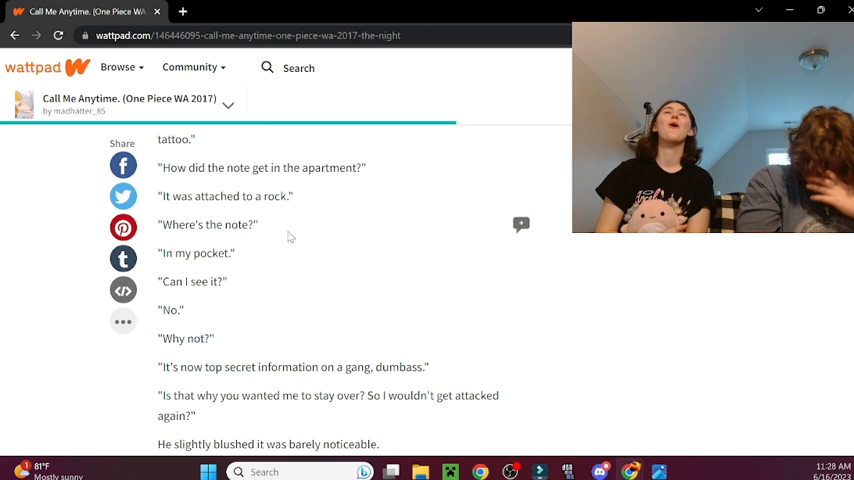 Call Me Anytime. (One Piece WA
wattpad.com/146446095-call-me-anytime-one-piece-wa-2017-the-night
wattpad
Browse
Community
Search
Call Me Anytime. (One Piece WA 2017)
by madhatter_85
Share
tattoo."
"How did the note get in the apartment?"
"It was attached to a rock."
"Where's the note?"
"In my pocket."
"Can I see it?"
"No."
"Why not?"
"It's now top secret information on a gang, dumbass."
"Is that why you wanted me to stay over? So I wouldn't get attacked
again?"
He slightly blushed it was barely noticeable.
1
81°F
Mostly sunny
Search
11:28 AM
6/16/2023